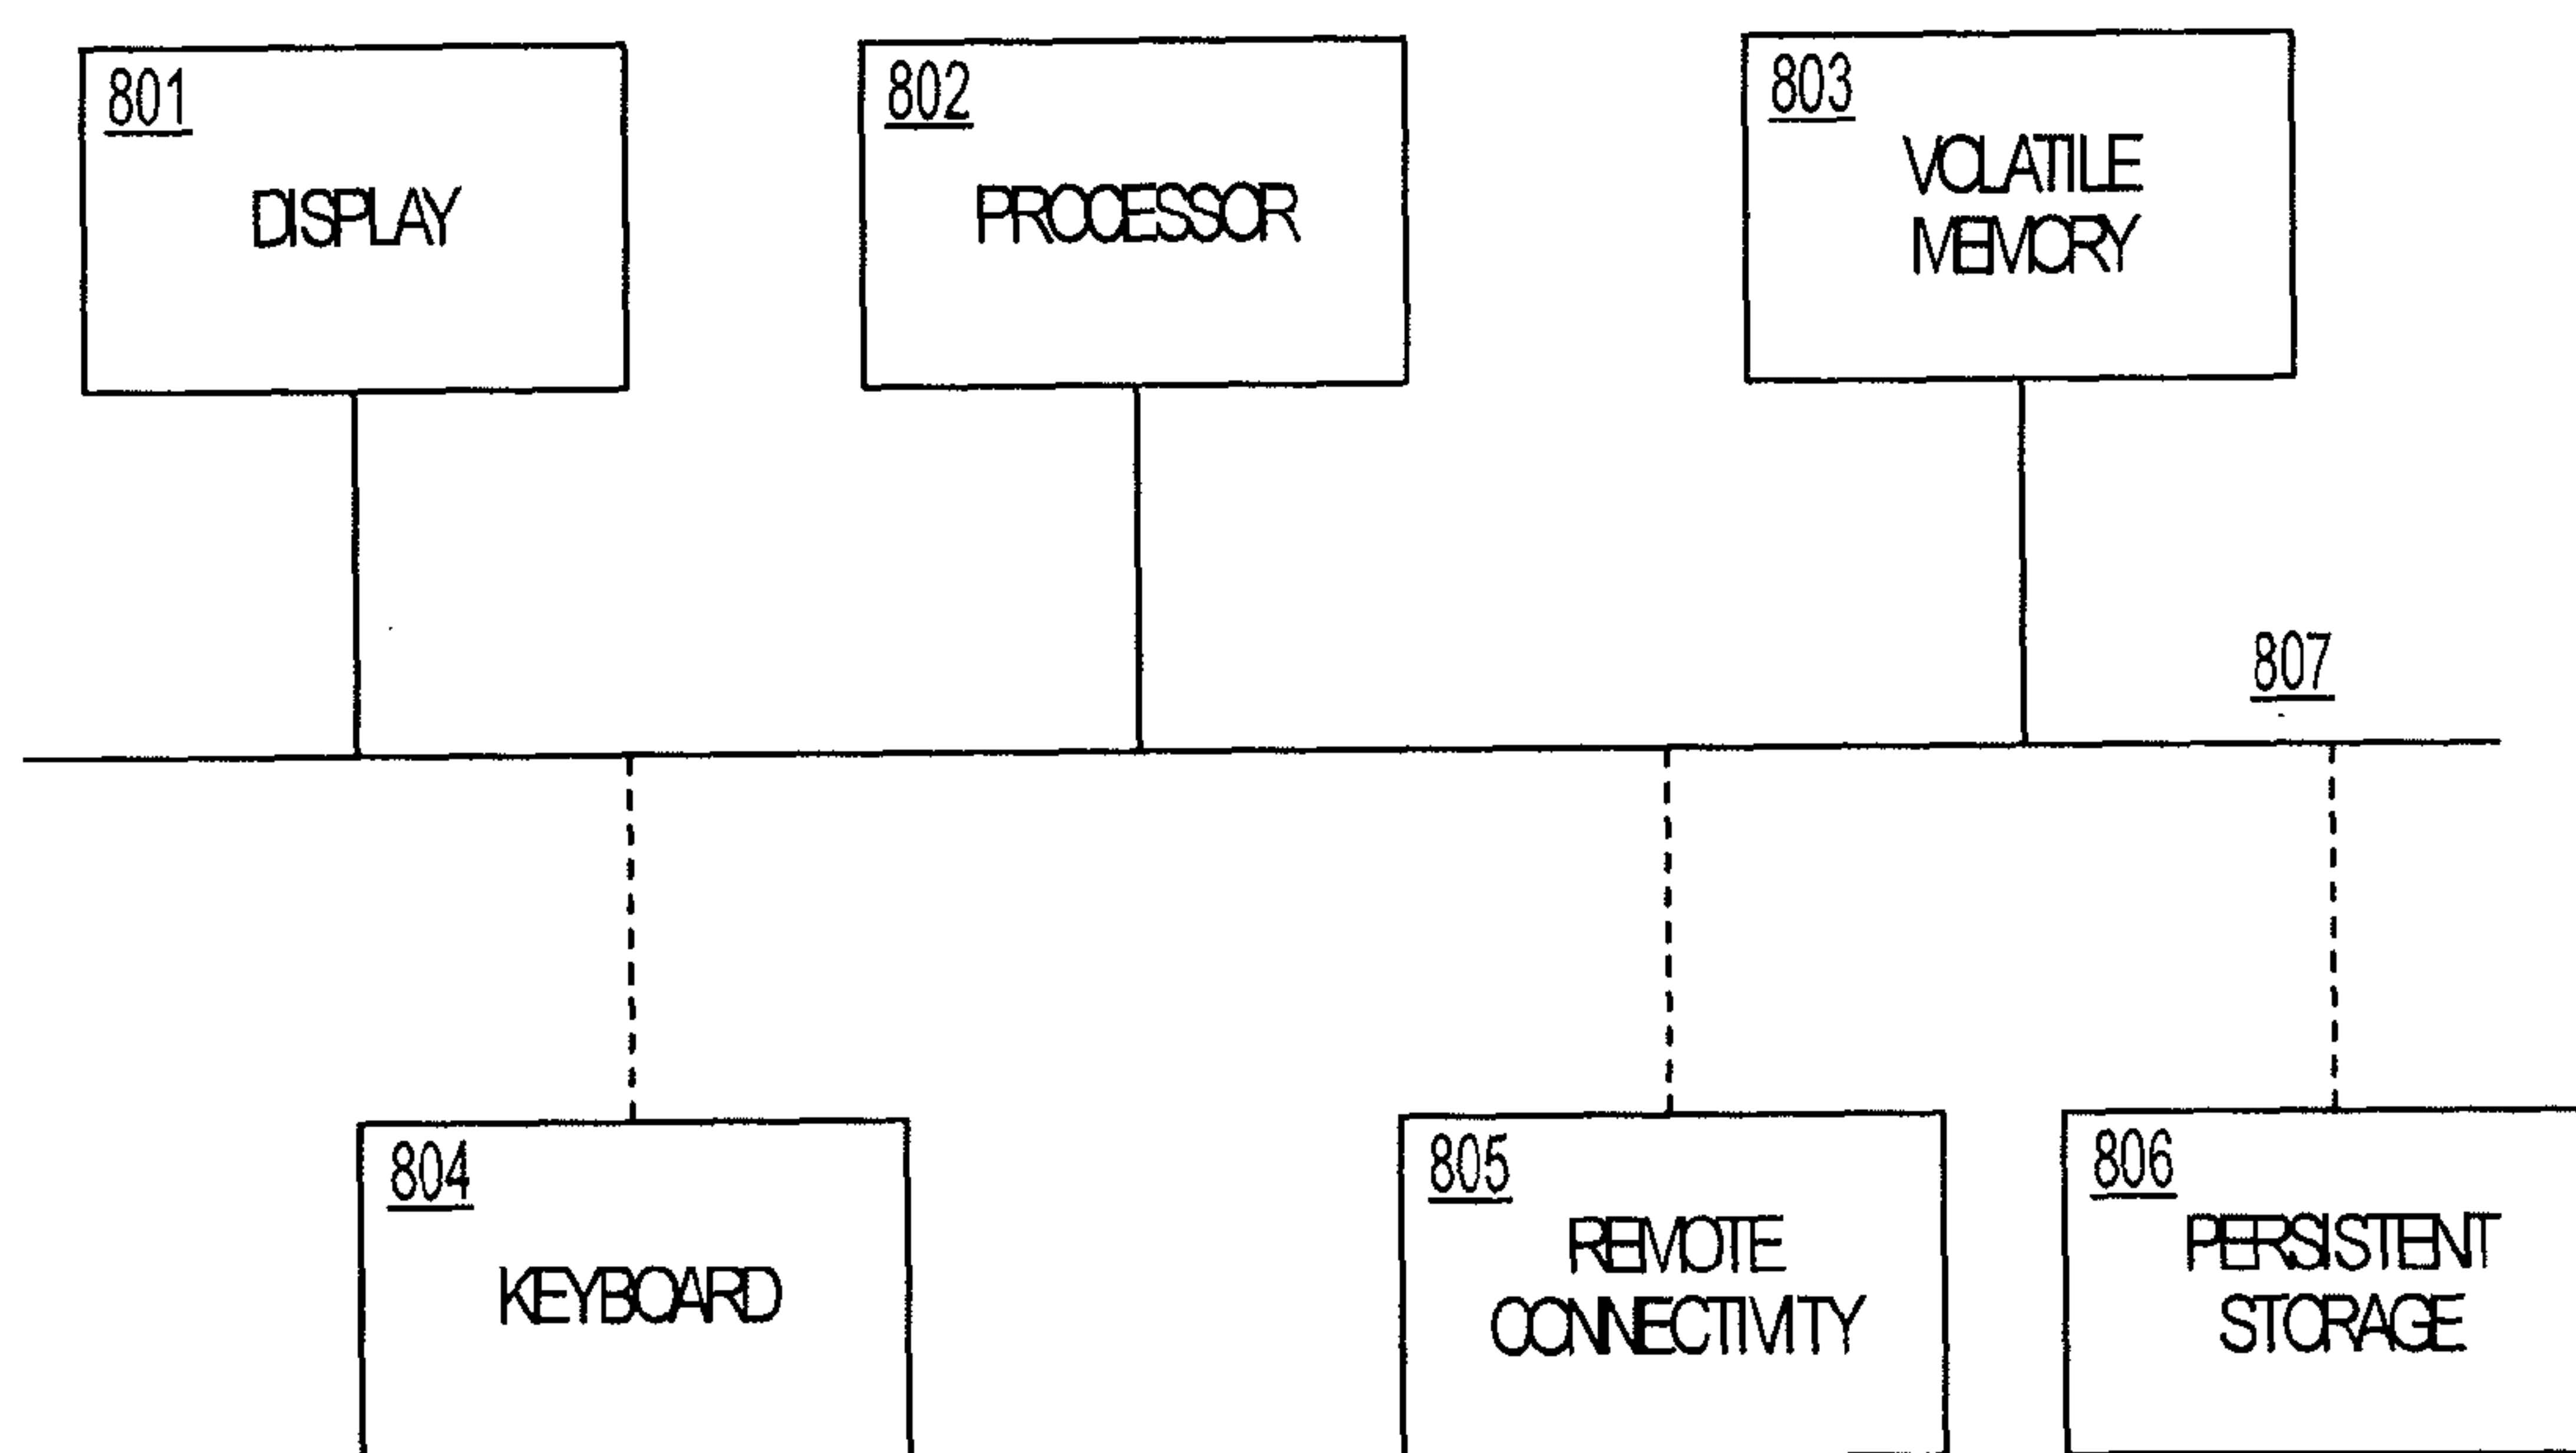 801
DISPLAY
802
PROCESSOR
803
VOLATILE
MEMORY
807
804
KEYBOARD
805
REMOTE
CONNECTIVITY
806
PERSISTENT
STORAGE